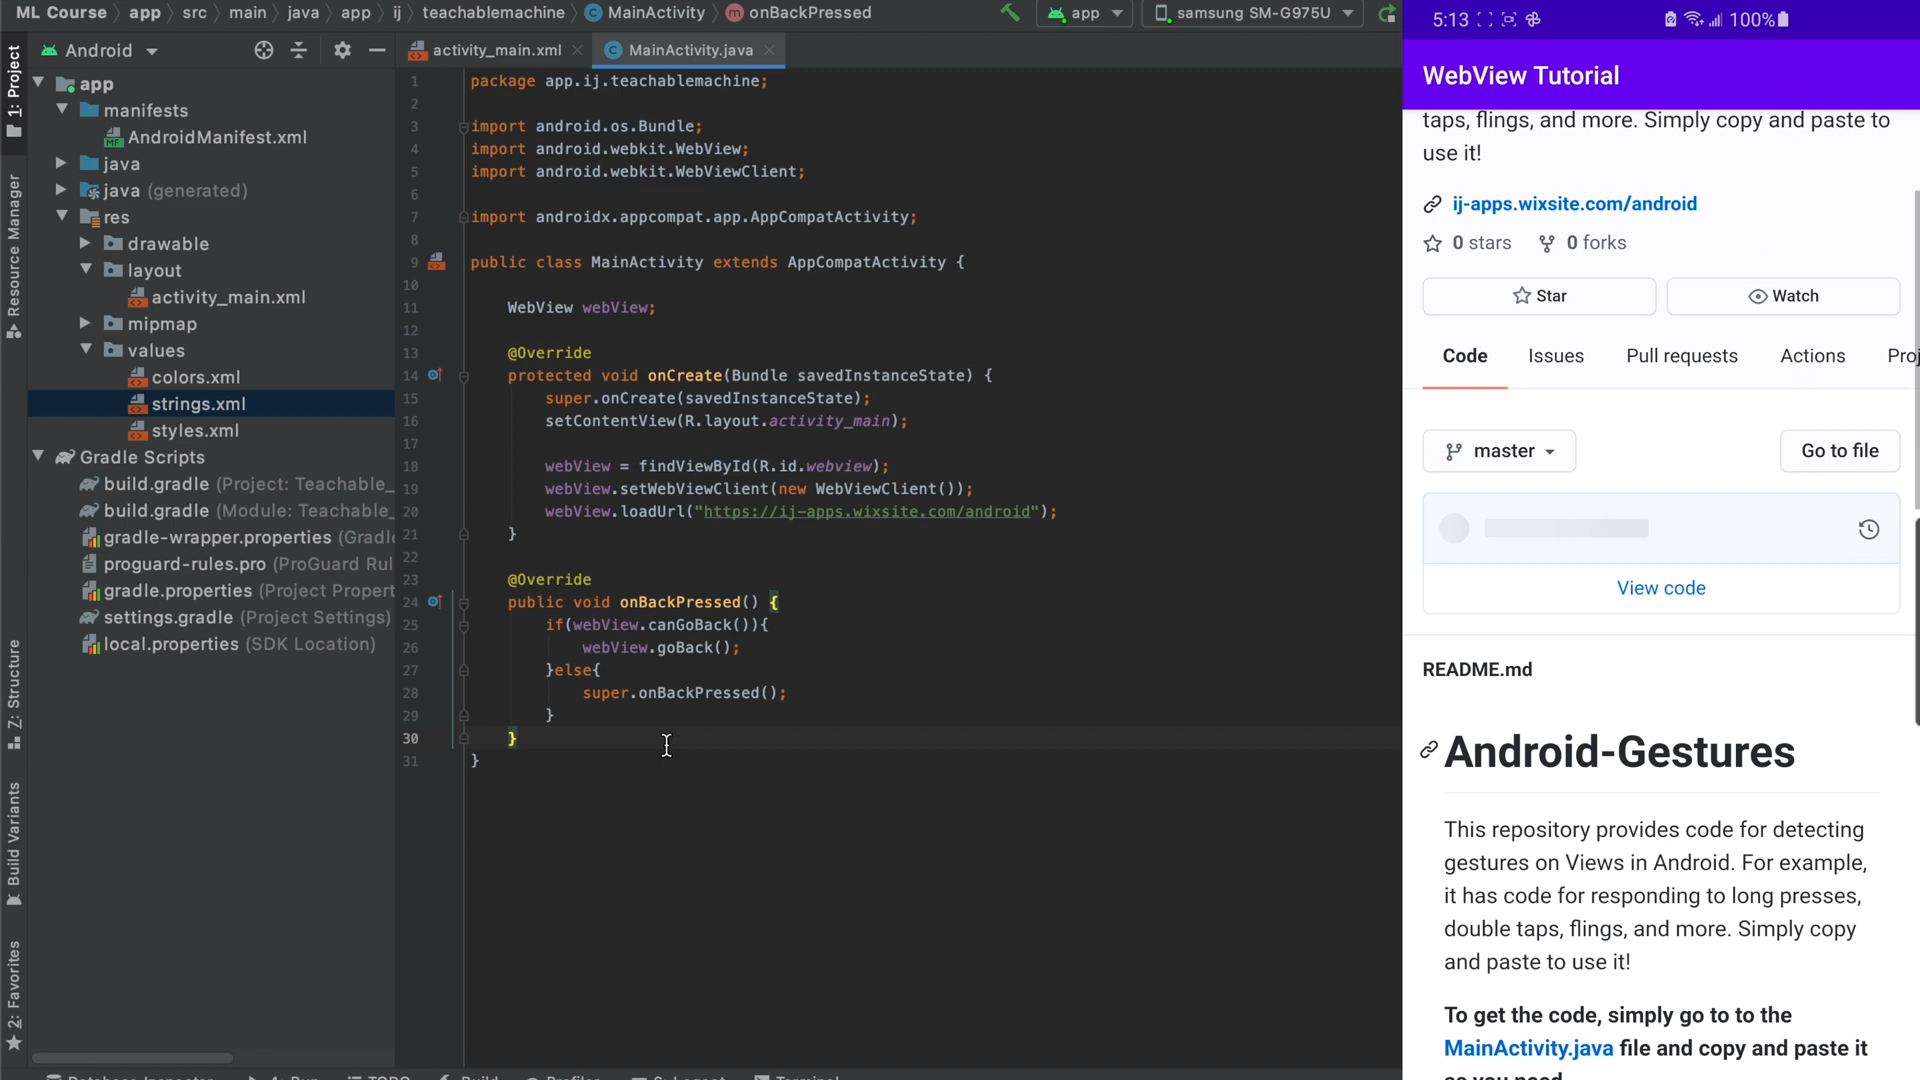 ML Course app src main java app ij teachablemachine MainActivity onBackPressed
app samsung SM-G975U
1: Project
Resource Manager
Z: Structure
Build Variants
2: Favorites
Android
app
manifests
AndroidManifest.xml
java
java (generated)
res
drawable
layout
activity_main.xml
mipmap
values
colors.xml
strings.xml
styles.xml
Gradle Scripts
build.gradle (Project: Teachable_
build.gradle (Module: Teachable_
gradle-wrapper.properties (Gradl
proguard-rules.pro (ProGuard Rul
gradle.properties (Project Propert
settings.gradle (Project Settings)
local.properties (SDK Location)
activity_main.xml MainActivity.java
1 package app.ij.teachablemachine;
2
3 import android.os.Bundle;
4 import android.webkit.WebView;
5 import android.webkit.WebViewClient;
6
7 import androidx.appcompat.app.AppCompatActivity;
8
9 public class MainActivity extends AppCompatActivity {
10
11 WebView webView;
12
13 @Override
14 protected void onCreate(Bundle savedInstanceState) {
15 super.onCreate(savedInstanceState);
16 setContentView(R.layout.activity_main);
17
18 webView = findViewById(R.id.webview);
19 webView.setWebViewClient(new WebViewClient());
20 webView.loadUrl("https://ij-apps.wixsite.com/android");
21 }
22
23 @Override
24 public void onBackPressed() {
25 if(webView.canGoBack()){
26 webView.goBack();
27 }else{
28 super.onBackPressed();
29 }
30 }
31 }
5:13 100%
WebView Tutorial
taps, flings, and more. Simply copy and paste to
use it!
ij-apps.wixsite.com/android
0 stars 0 forks
Star Watch
Code Issues Pull requests Actions Proj
master Go to file
View code
README.md
Android-Gestures
This repository provides code for detecting
gestures on Views in Android. For example,
it has code for responding to long presses,
double taps, flings, and more. Simply copy
and paste to use it!
To get the code, simply go to to the
MainActivity.java file and copy and paste it
as you need